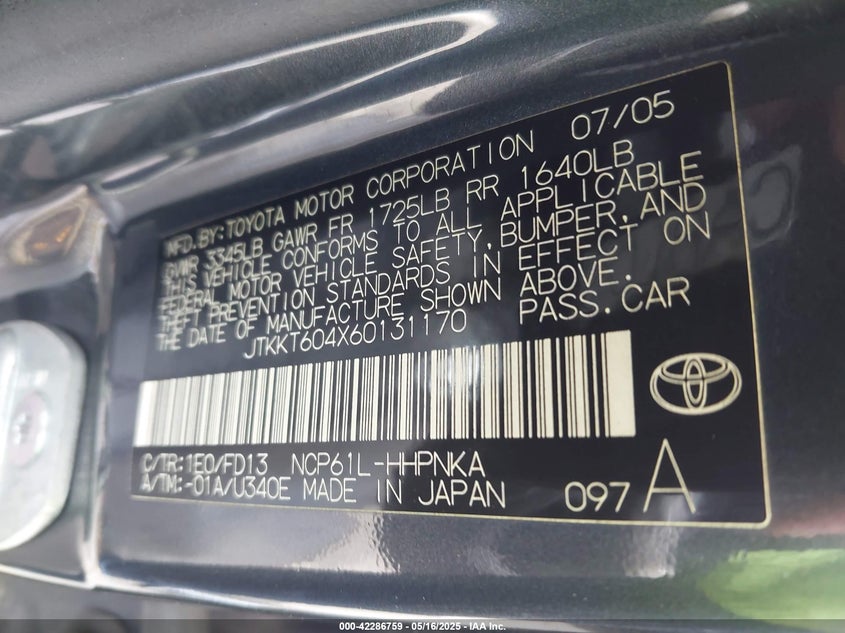 MFD. BY: TOYOTA MOTOR CORPORATION 07/05
GVWR 3345LB GAWR FR 1725LB RR 1640LB
THIS VEHICLE CONFORMS TO ALL APPLICABLE
FEDERAL MOTOR VEHICLE SAFETY, BUMPER, AND
THEFT PREVENTION STANDARDS IN EFFECT ON
THE DATE OF MANUFACTURE SHOWN ABOVE.
JTKKT604X60131170 PASS. CAR
C/TR: 1E0/FD13 NCP61L-HHPNKA
A/TM: -01A/U340E MADE IN JAPAN 097 A
000-42286759 - 05/16/2025 - IAA Inc.